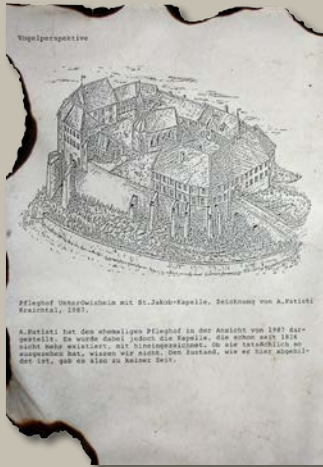 Vogelperspektive
Pfleghof Unteröwisheim mit St.Jakob-Kapelle, Zeichnung von A.Fatisti
Kraichtal, 1987.
A.Fatisti hat den ehemaligen Pfleghof in der Ansicht von 1987 dar-
gestellt. Es wurde dabei jedoch die Kapelle, die schon seit 1826
nicht mehr existiert, mit hineingezeichnet. Ob sie tatsächlich so
ausgesehen hat, wissen wir nicht. Den Zustand, wie er hier abgebil-
det ist, gab es also zu keiner Zeit.